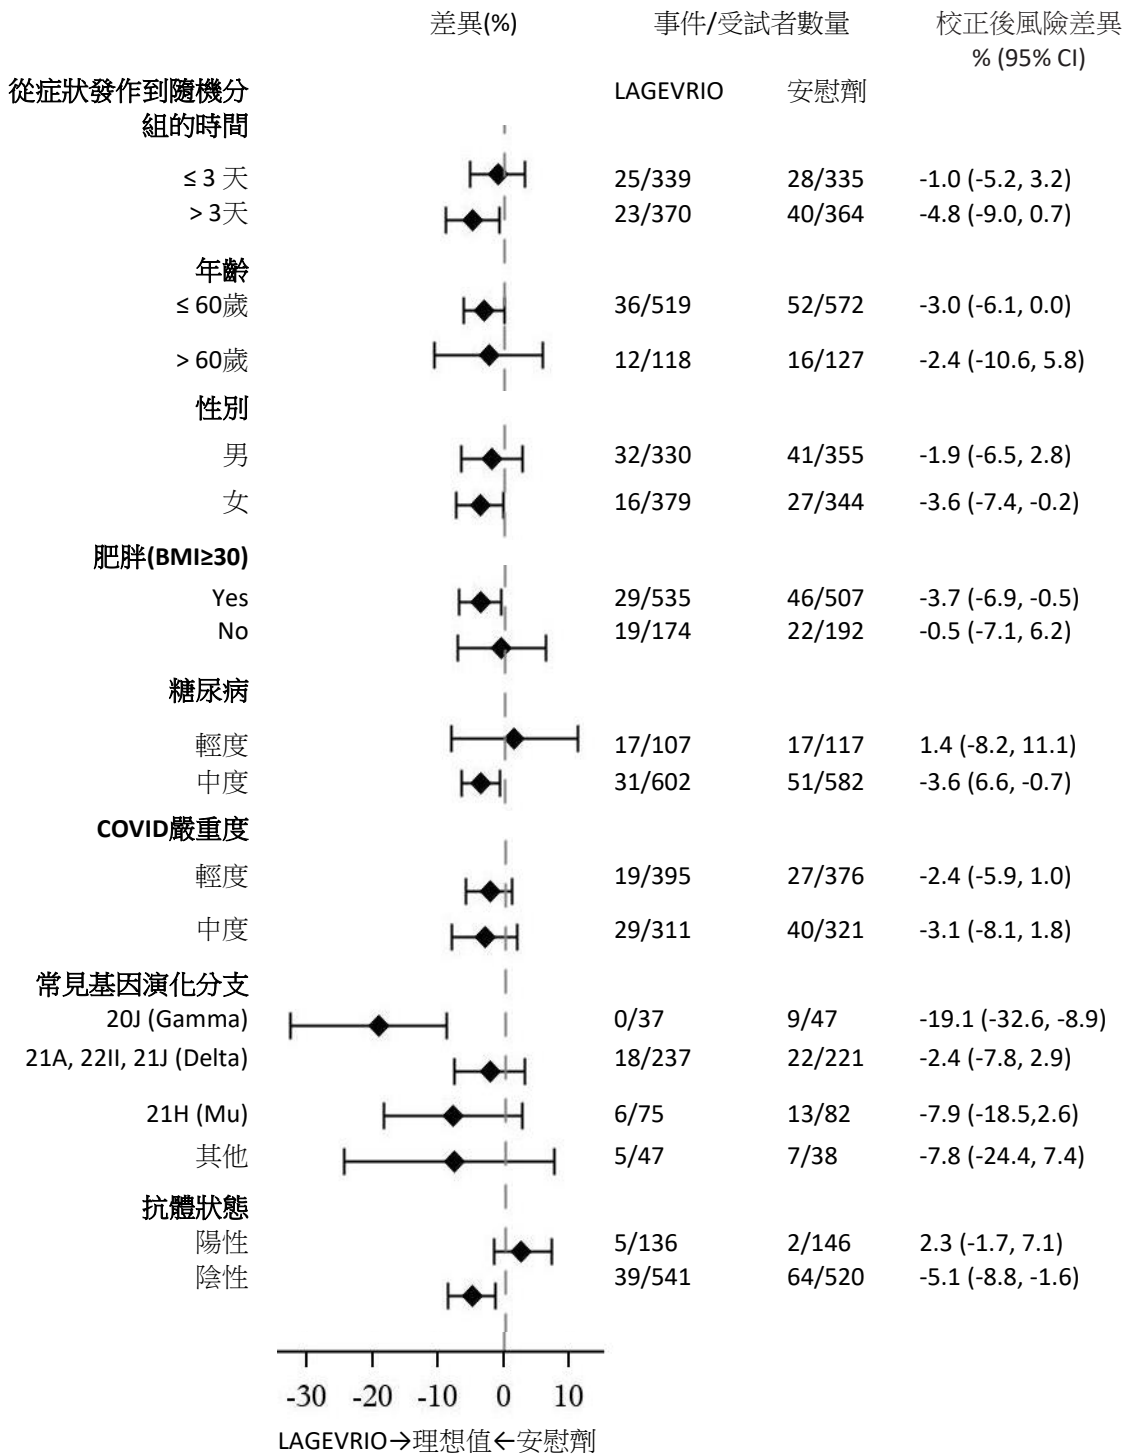 差異(%) 事件/受試者數量 校正後風險差異
% (95% CI)
從症狀發作到隨機分 LAGEVRIO 安慰劑
組的時間
≤ 3 天 25/339 28/335 -1.0 (-5.2, 3.2)
> 3天 23/370 40/364 -4.8 (-9.0, 0.7)
年齡
≤ 60歲 36/519 52/572 -3.0 (-6.1, 0.0)
> 60歲 12/118 16/127 -2.4 (-10.6, 5.8)
性別
男 32/330 41/355 -1.9 (-6.5, 2.8)
女 16/379 27/344 -3.6 (-7.4, -0.2)
肥胖(BMI≥30)
Yes 29/535 46/507 -3.7 (-6.9, -0.5)
No 19/174 22/192 -0.5 (-7.1, 6.2)
糖尿病
輕度 17/107 17/117 1.4 (-8.2, 11.1)
中度 31/602 51/582 -3.6 (6.6, -0.7)
COVID嚴重度
輕度 19/395 27/376 -2.4 (-5.9, 1.0)
中度 29/311 40/321 -3.1 (-8.1, 1.8)
常見基因演化分支
20J (Gamma) 0/37 9/47 -19.1 (-32.6, -8.9)
21A, 22II, 21J (Delta) 18/237 22/221 -2.4 (-7.8, 2.9)
21H (Mu) 6/75 13/82 -7.9 (-18.5,2.6)
其他 5/47 7/38 -7.8 (-24.4, 7.4)
抗體狀態
陽性 5/136 2/146 2.3 (-1.7, 7.1)
陰性 39/541 64/520 -5.1 (-8.8, -1.6)
-30 -20 -10 0 10
LAGEVRIO→理想值←安慰劑